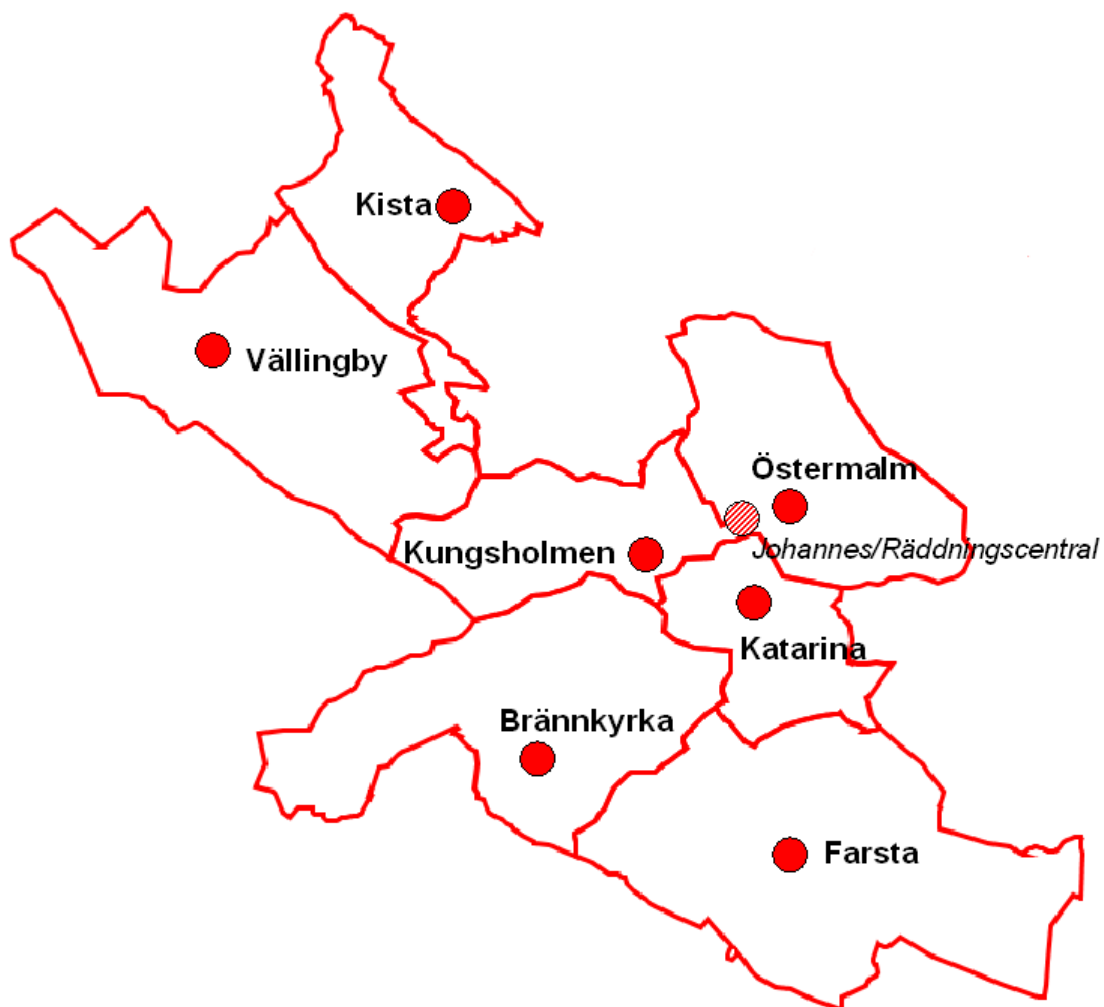 Kista
Vällingby
Östermalm
Johannes/Räddningscentral
Kungsholmen
Katarina
Brännkyrka
Farsta